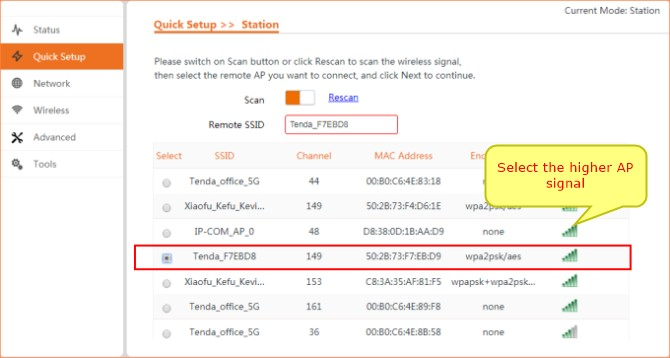 Current Mode: Station
Status
Quick Setup
Network
Wireless
Advanced
Tools
Quick Setup >> Station
Please switch on Scan button or click Rescan to scan the wireless signal,
then select the remote AP you want to connect, and click Next to continue.
Scan Rescan
Remote SSID Tenda_F7EBD8
Select SSID Channel MAC Address
Select the higher AP
signal
Tenda_office_5G 44 00:B0:C6:4E:83:18
Xiaofu_Kefu_Kevi... 149 50:2B:73:F4:D6:1E wpa2psk/aes
IP-COM_AP_0 48 D8:38:0D:1B:AA:D9 none
Tenda_F7EBD8 149 50:2B:73:F7:EB:D9 wpa2psk/aes
Xiaofu_Kefu_Kevi... 153 C8:3A:35:AF:81:F5 wpapsk+wpa2psk...
Tenda_office_5G 161 00:B0:C6:4E:89:F8 none
Tenda_office_5G 36 00:B0:C6:4E:8B:58 none